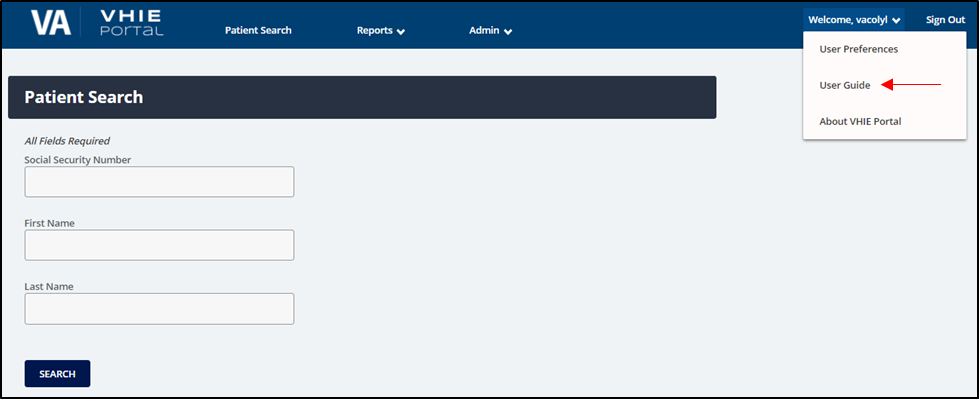 VA VHIE PORTAL Patient Search Reports Admin Welcome, vacolyl Sign Out
User Preferences
User Guide
About VHIE Portal
Patient Search
All Fields Required
Social Security Number
First Name
Last Name
SEARCH